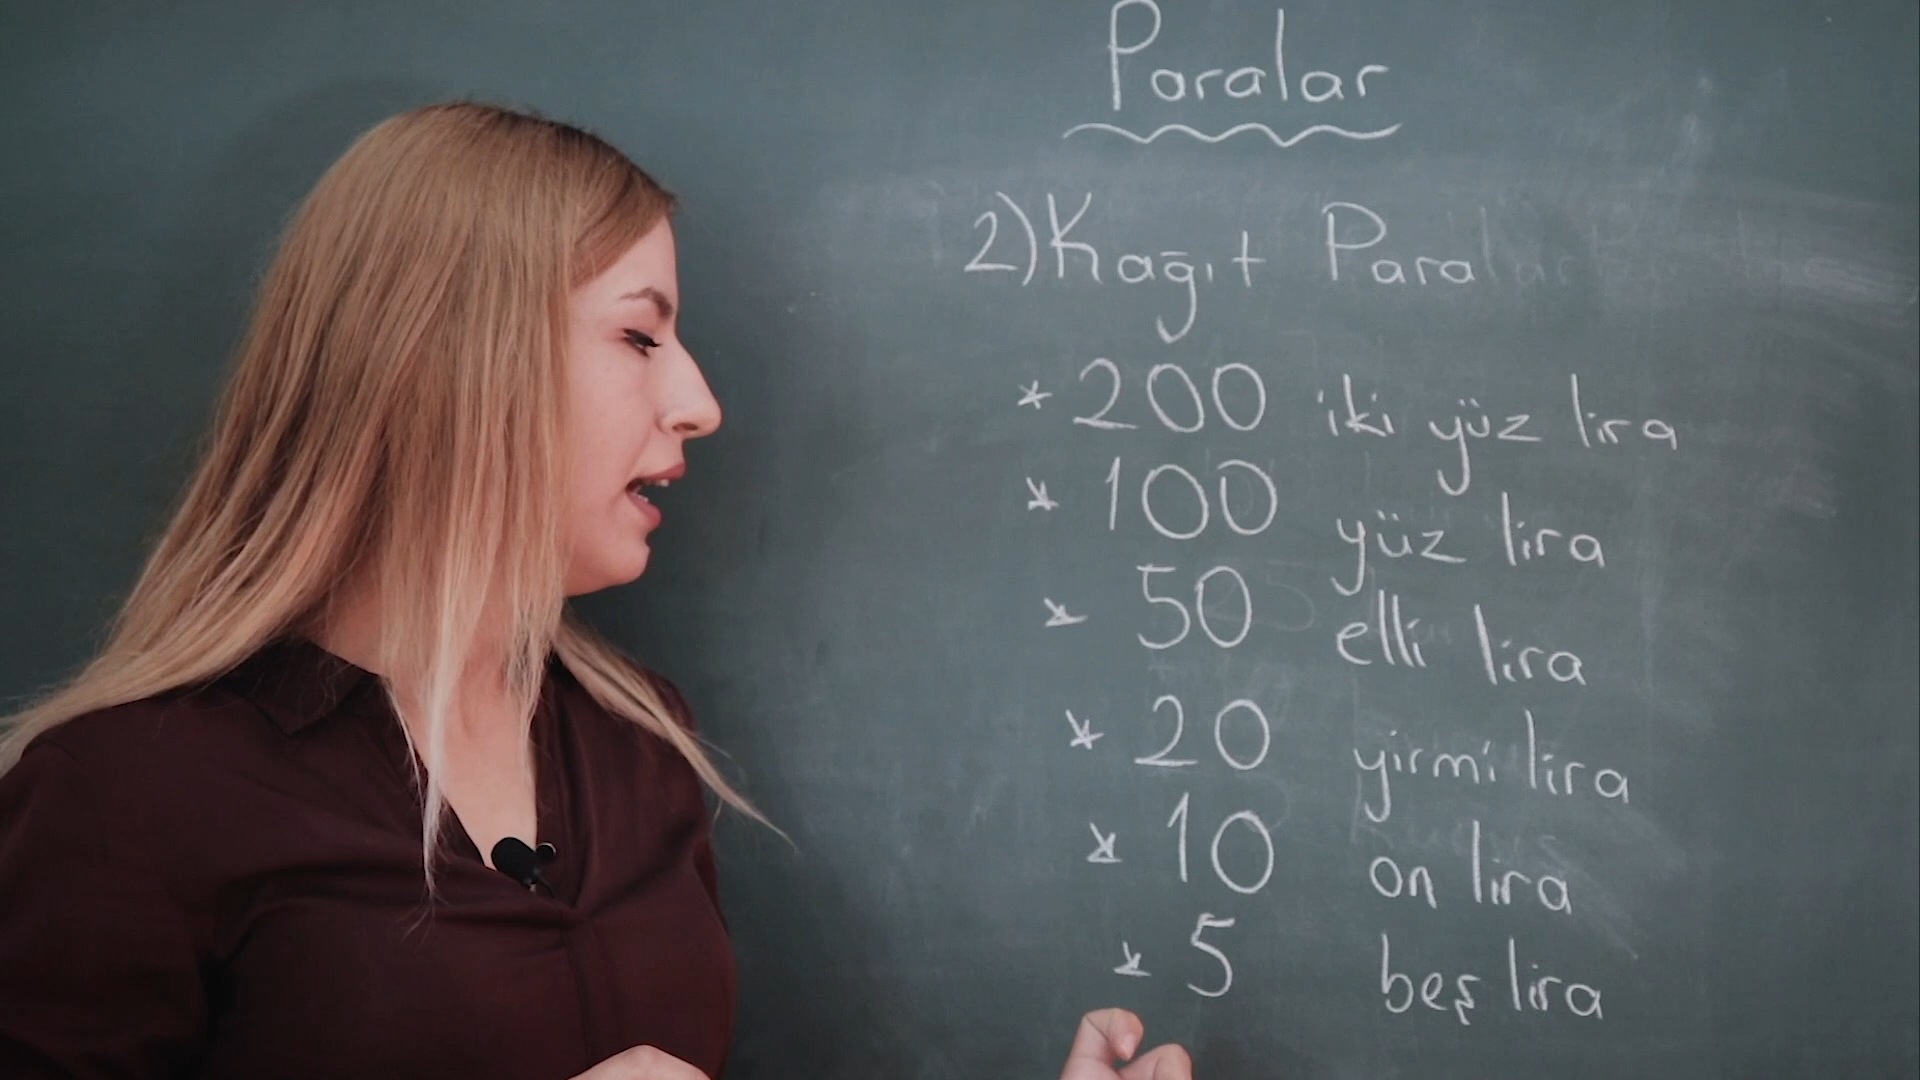 Paralar
2) Kağıt Para
* 200 iki yüz lira
* 100 yüz lira
* 50 elli lira
* 20 yirmi lira
* 10 on lira
* 5 beş lira